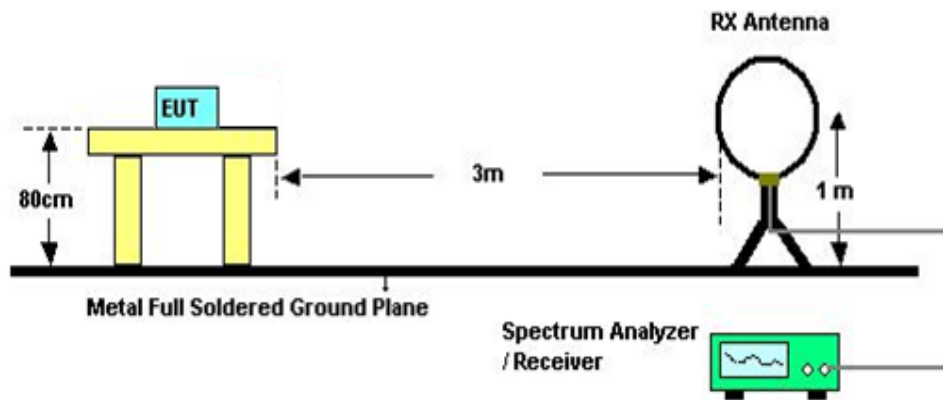 RX Antenna
EUT
80cm
3m
1 m
Metal Full Soldered Ground Plane
Spectrum Analyzer
/ Receiver